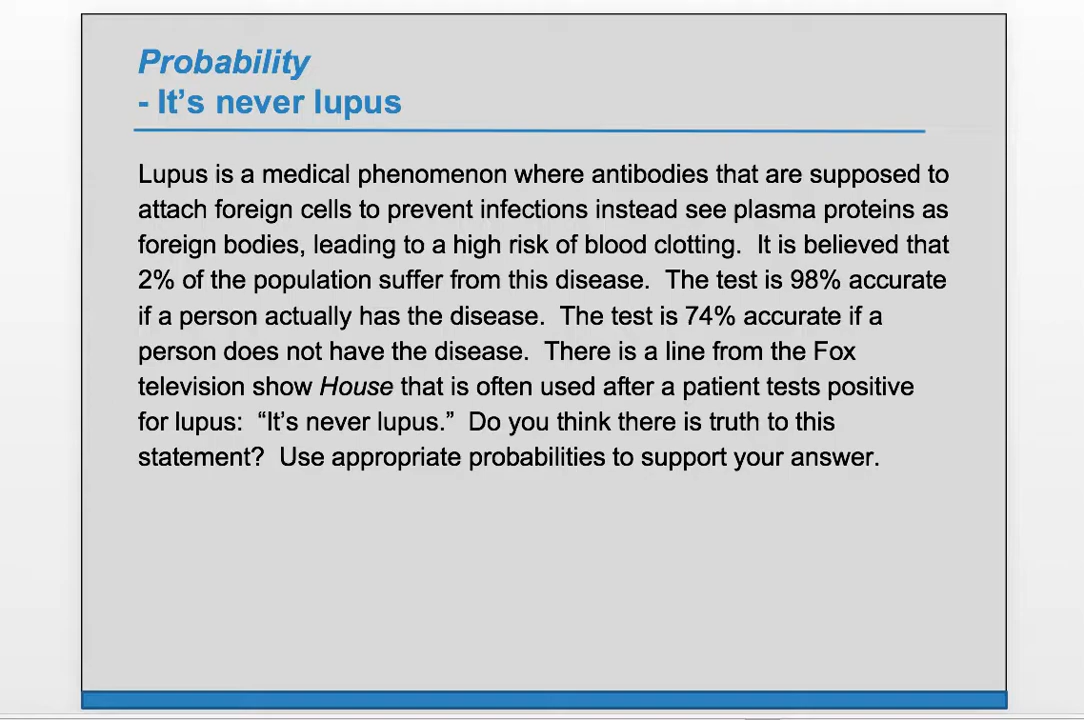 Probability
- It’s never lupus
Lupus is a medical phenomenon where antibodies that are supposed to
attach foreign cells to prevent infections instead see plasma proteins as
foreign bodies, leading to a high risk of blood clotting.  It is believed that
2% of the population suffer from this disease.  The test is 98% accurate
if a person actually has the disease.  The test is 74% accurate if a
person does not have the disease.  There is a line from the Fox
television show House that is often used after a patient tests positive
for lupus:  “It’s never lupus.”  Do you think there is truth to this
statement?  Use appropriate probabilities to support your answer.